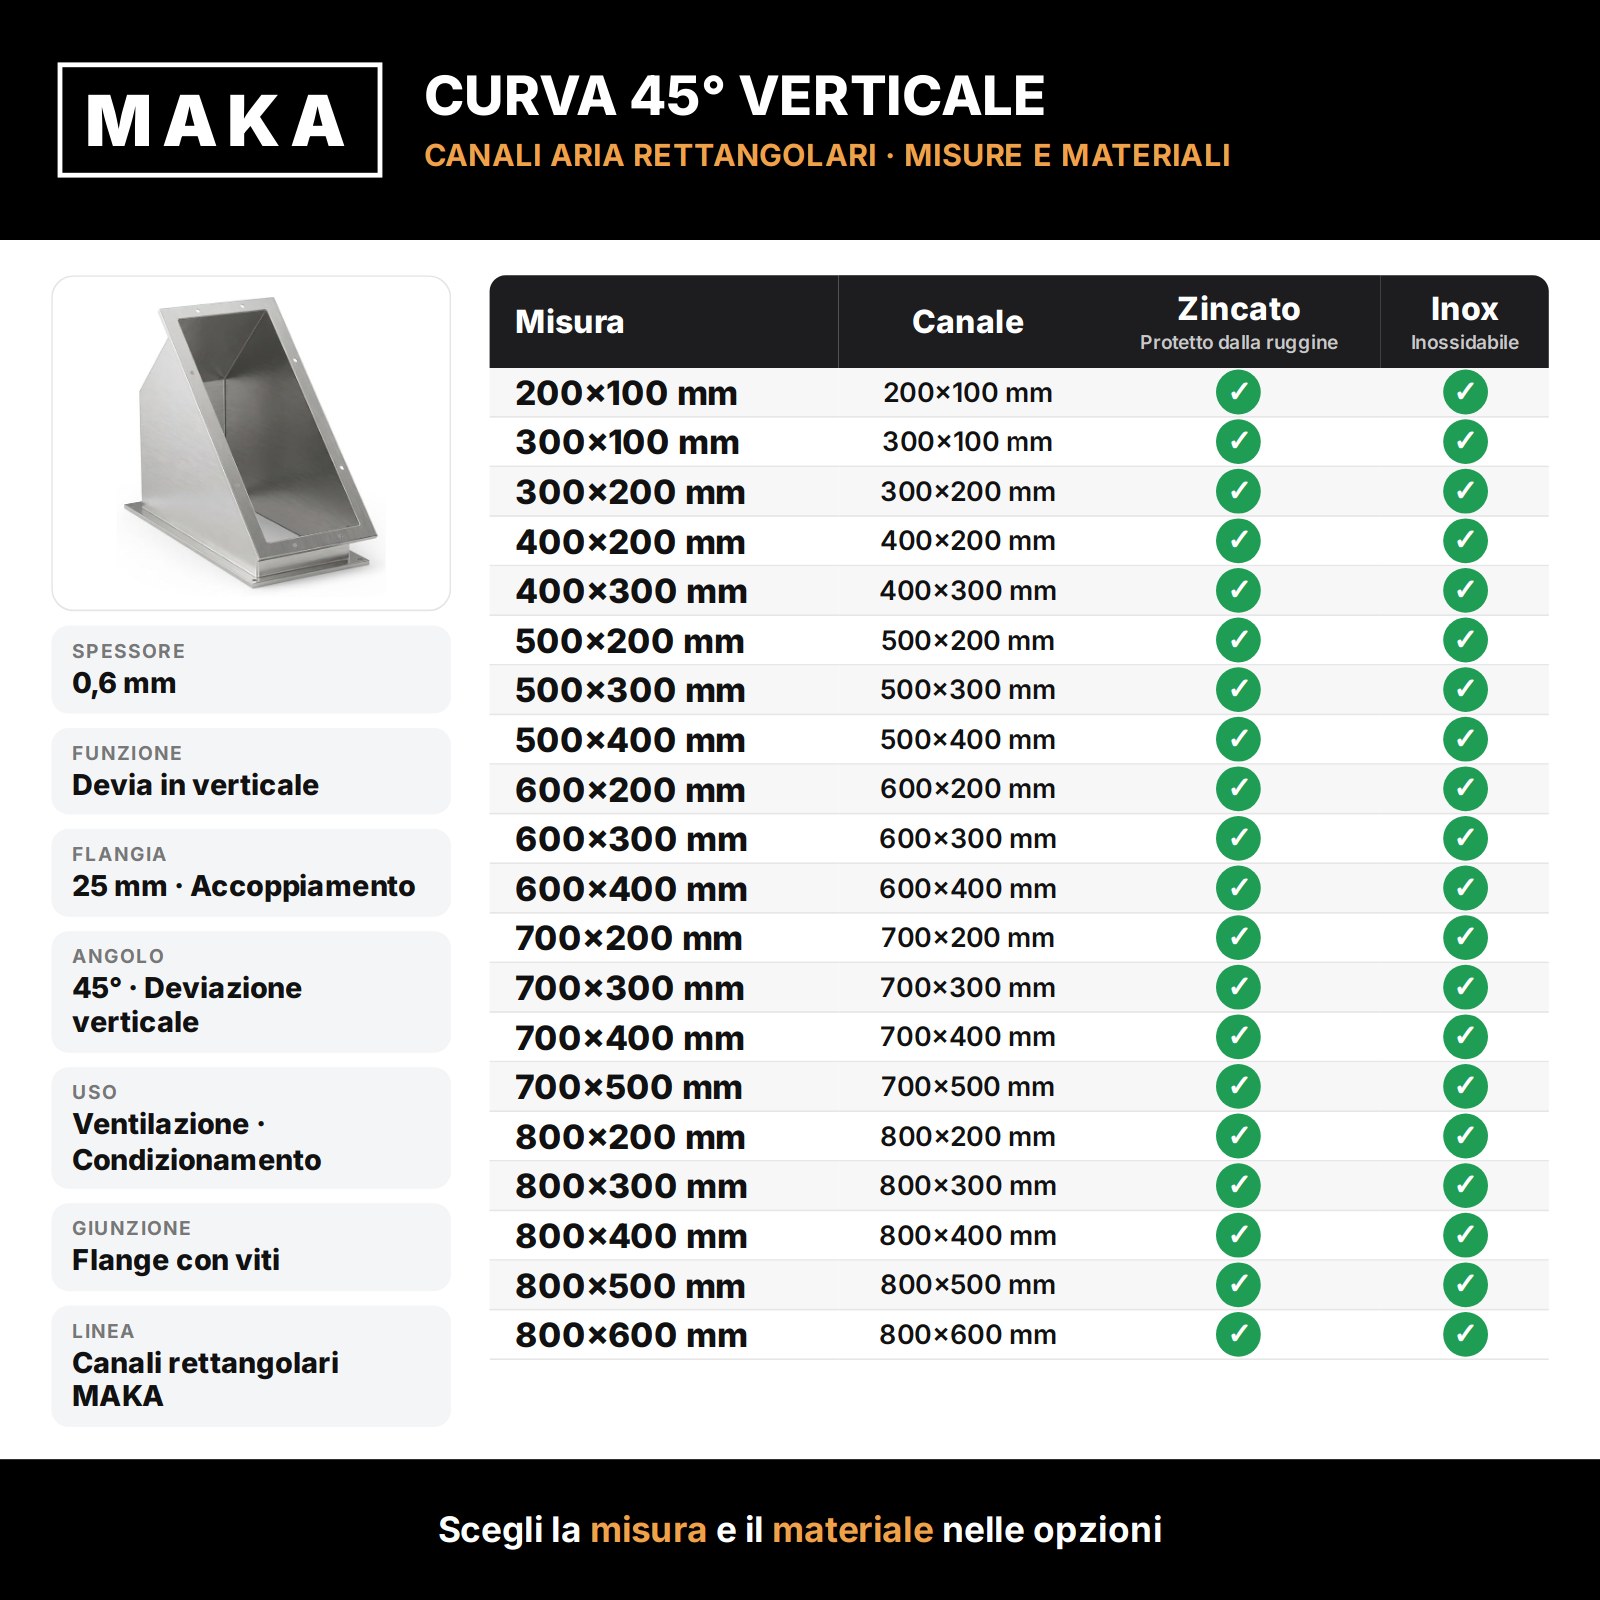 MAKA
CURVA 45° VERTICALE
CANALI ARIA RETTANGOLARI · MISURE E MATERIALI
SPESSORE
0,6 mm
FUNZIONE
Devia in verticale
FLANGIA
25 mm · Accoppiamento
ANGOLO
45° · Deviazione
verticale
USO
Ventilazione ·
Condizionamento
GIUNZIONE
Flange con viti
LINEA
Canali rettangolari
MAKA
Misura Canale Zincato Inox
Protetto dalla ruggine Inossidabile
200×100 mm 200×100 mm ✓ ✓
300×100 mm 300×100 mm ✓ ✓
300×200 mm 300×200 mm ✓ ✓
400×200 mm 400×200 mm ✓ ✓
400×300 mm 400×300 mm ✓ ✓
500×200 mm 500×200 mm ✓ ✓
500×300 mm 500×300 mm ✓ ✓
500×400 mm 500×400 mm ✓ ✓
600×200 mm 600×200 mm ✓ ✓
600×300 mm 600×300 mm ✓ ✓
600×400 mm 600×400 mm ✓ ✓
700×200 mm 700×200 mm ✓ ✓
700×300 mm 700×300 mm ✓ ✓
700×400 mm 700×400 mm ✓ ✓
700×500 mm 700×500 mm ✓ ✓
800×200 mm 800×200 mm ✓ ✓
800×300 mm 800×300 mm ✓ ✓
800×400 mm 800×400 mm ✓ ✓
800×500 mm 800×500 mm ✓ ✓
800×600 mm 800×600 mm ✓ ✓
Scegli la misura e il materiale nelle opzioni